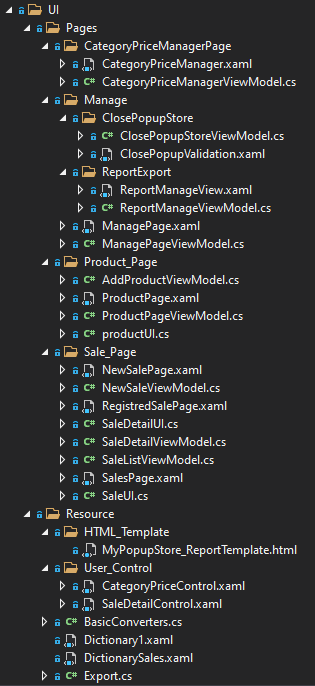 UI
Pages
CategoryPriceManagerPage
CategoryPriceManager.xaml
C# CategoryPriceManagerViewModel.cs
Manage
ClosePopupStore
C# ClosePopupStoreViewModel.cs
ClosePopupValidation.xaml
ReportExport
ReportManageView.xaml
C# ReportManageViewModel.cs
ManagePage.xaml
C# ManagePageViewModel.cs
Product_Page
C# AddProductViewModel.cs
ProductPage.xaml
C# ProductPageViewModel.cs
C# productUI.cs
Sale_Page
NewSalePage.xaml
C# NewSaleViewModel.cs
RegistredSalePage.xaml
C# SaleDetailUI.cs
C# SaleDetailViewModel.cs
C# SaleListViewModel.cs
SalesPage.xaml
C# SaleUI.cs
Resource
HTML_Template
MyPopupStore_ReportTemplate.html
User_Control
CategoryPriceControl.xaml
SaleDetailControl.xaml
C# BasicConverters.cs
Dictionary1.xaml
DictionarySales.xaml
C# Export.cs